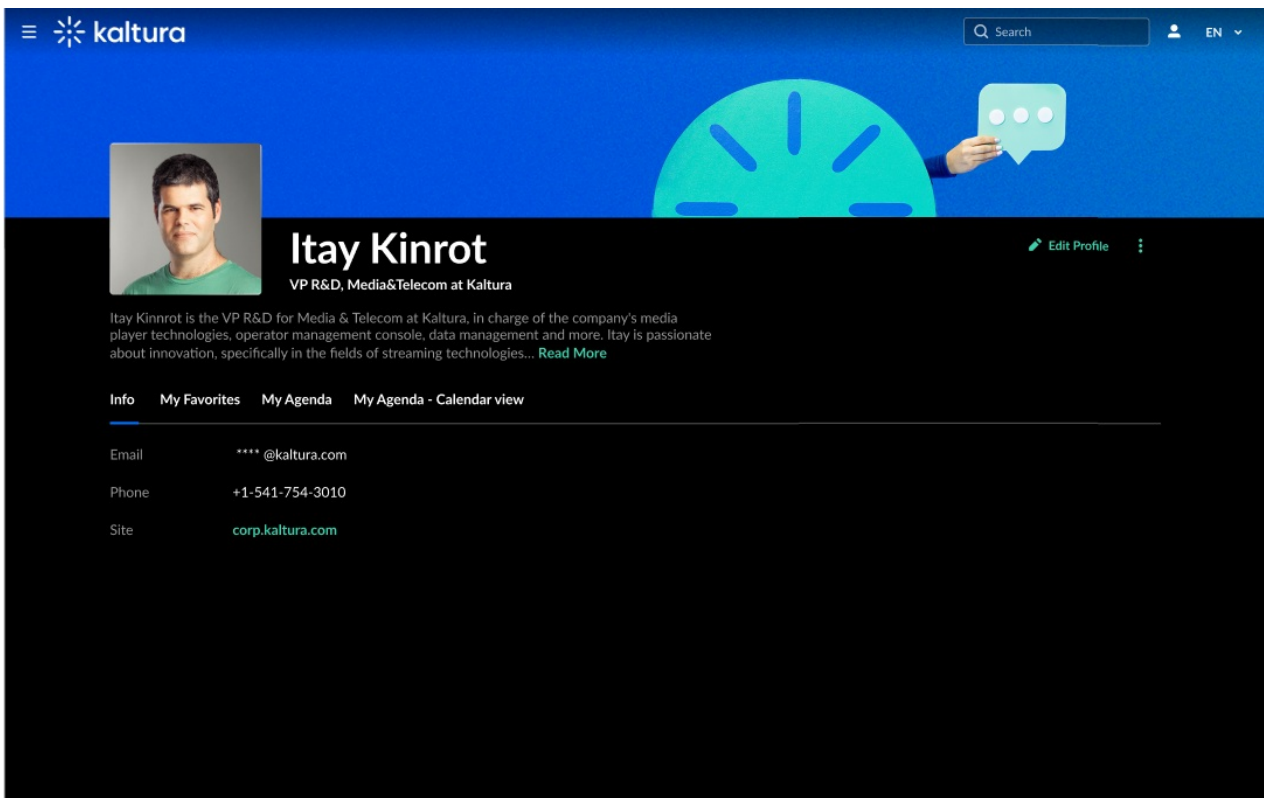 kaltura
Search
EN
Itay Kinrot
Edit Profile
VP R&D, Media&Telecom at Kaltura
Itay Kinnrot is the VP R&D for Media & Telecom at Kaltura, in charge of the company's media
player technologies, operator management console, data management and more. Itay is passionate
about innovation, specifically in the fields of streaming technologies... Read More
Info My Favorites My Agenda My Agenda - Calendar view
Email **** @kaltura.com
Phone +1-541-754-3010
Site corp.kaltura.com